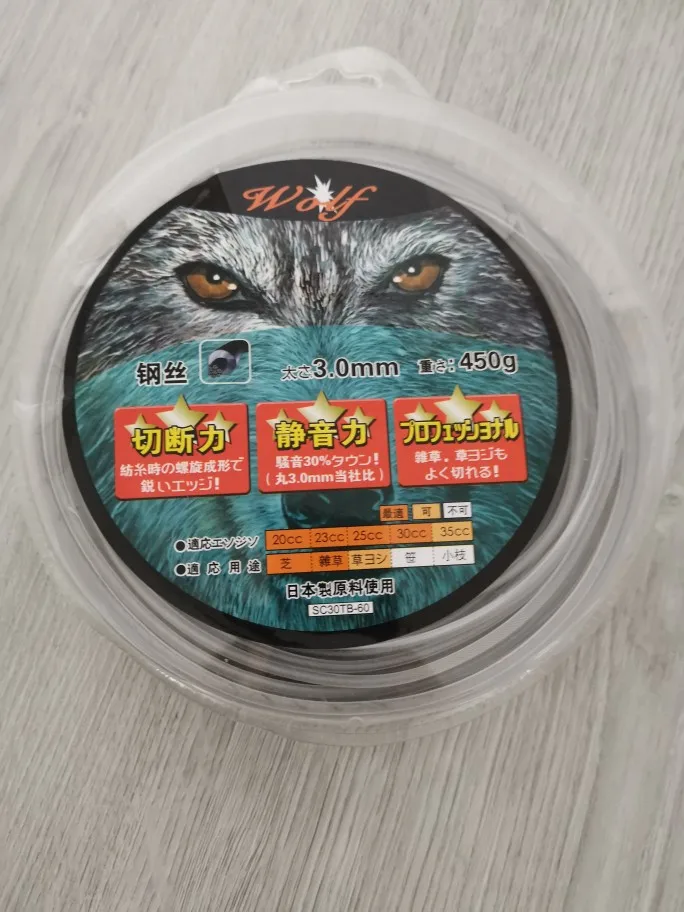 Wolf
钢丝
太さ3.0mm 重さ:450g
切断力
紡糸時の螺旋成形で
鋭いエッジ!
静音力
騒音30%タウン!
(丸3.0mm当社比)
プロフェッショナル
雑草。草ヨシも
よく切れる!
最適 可 不可
●適応エンジソ 20cc 23cc 25cc 30cc 35cc
●適応用途 芝 雑草 草ヨシ 笹 小枝
日本製原料使用
SC30TB-60